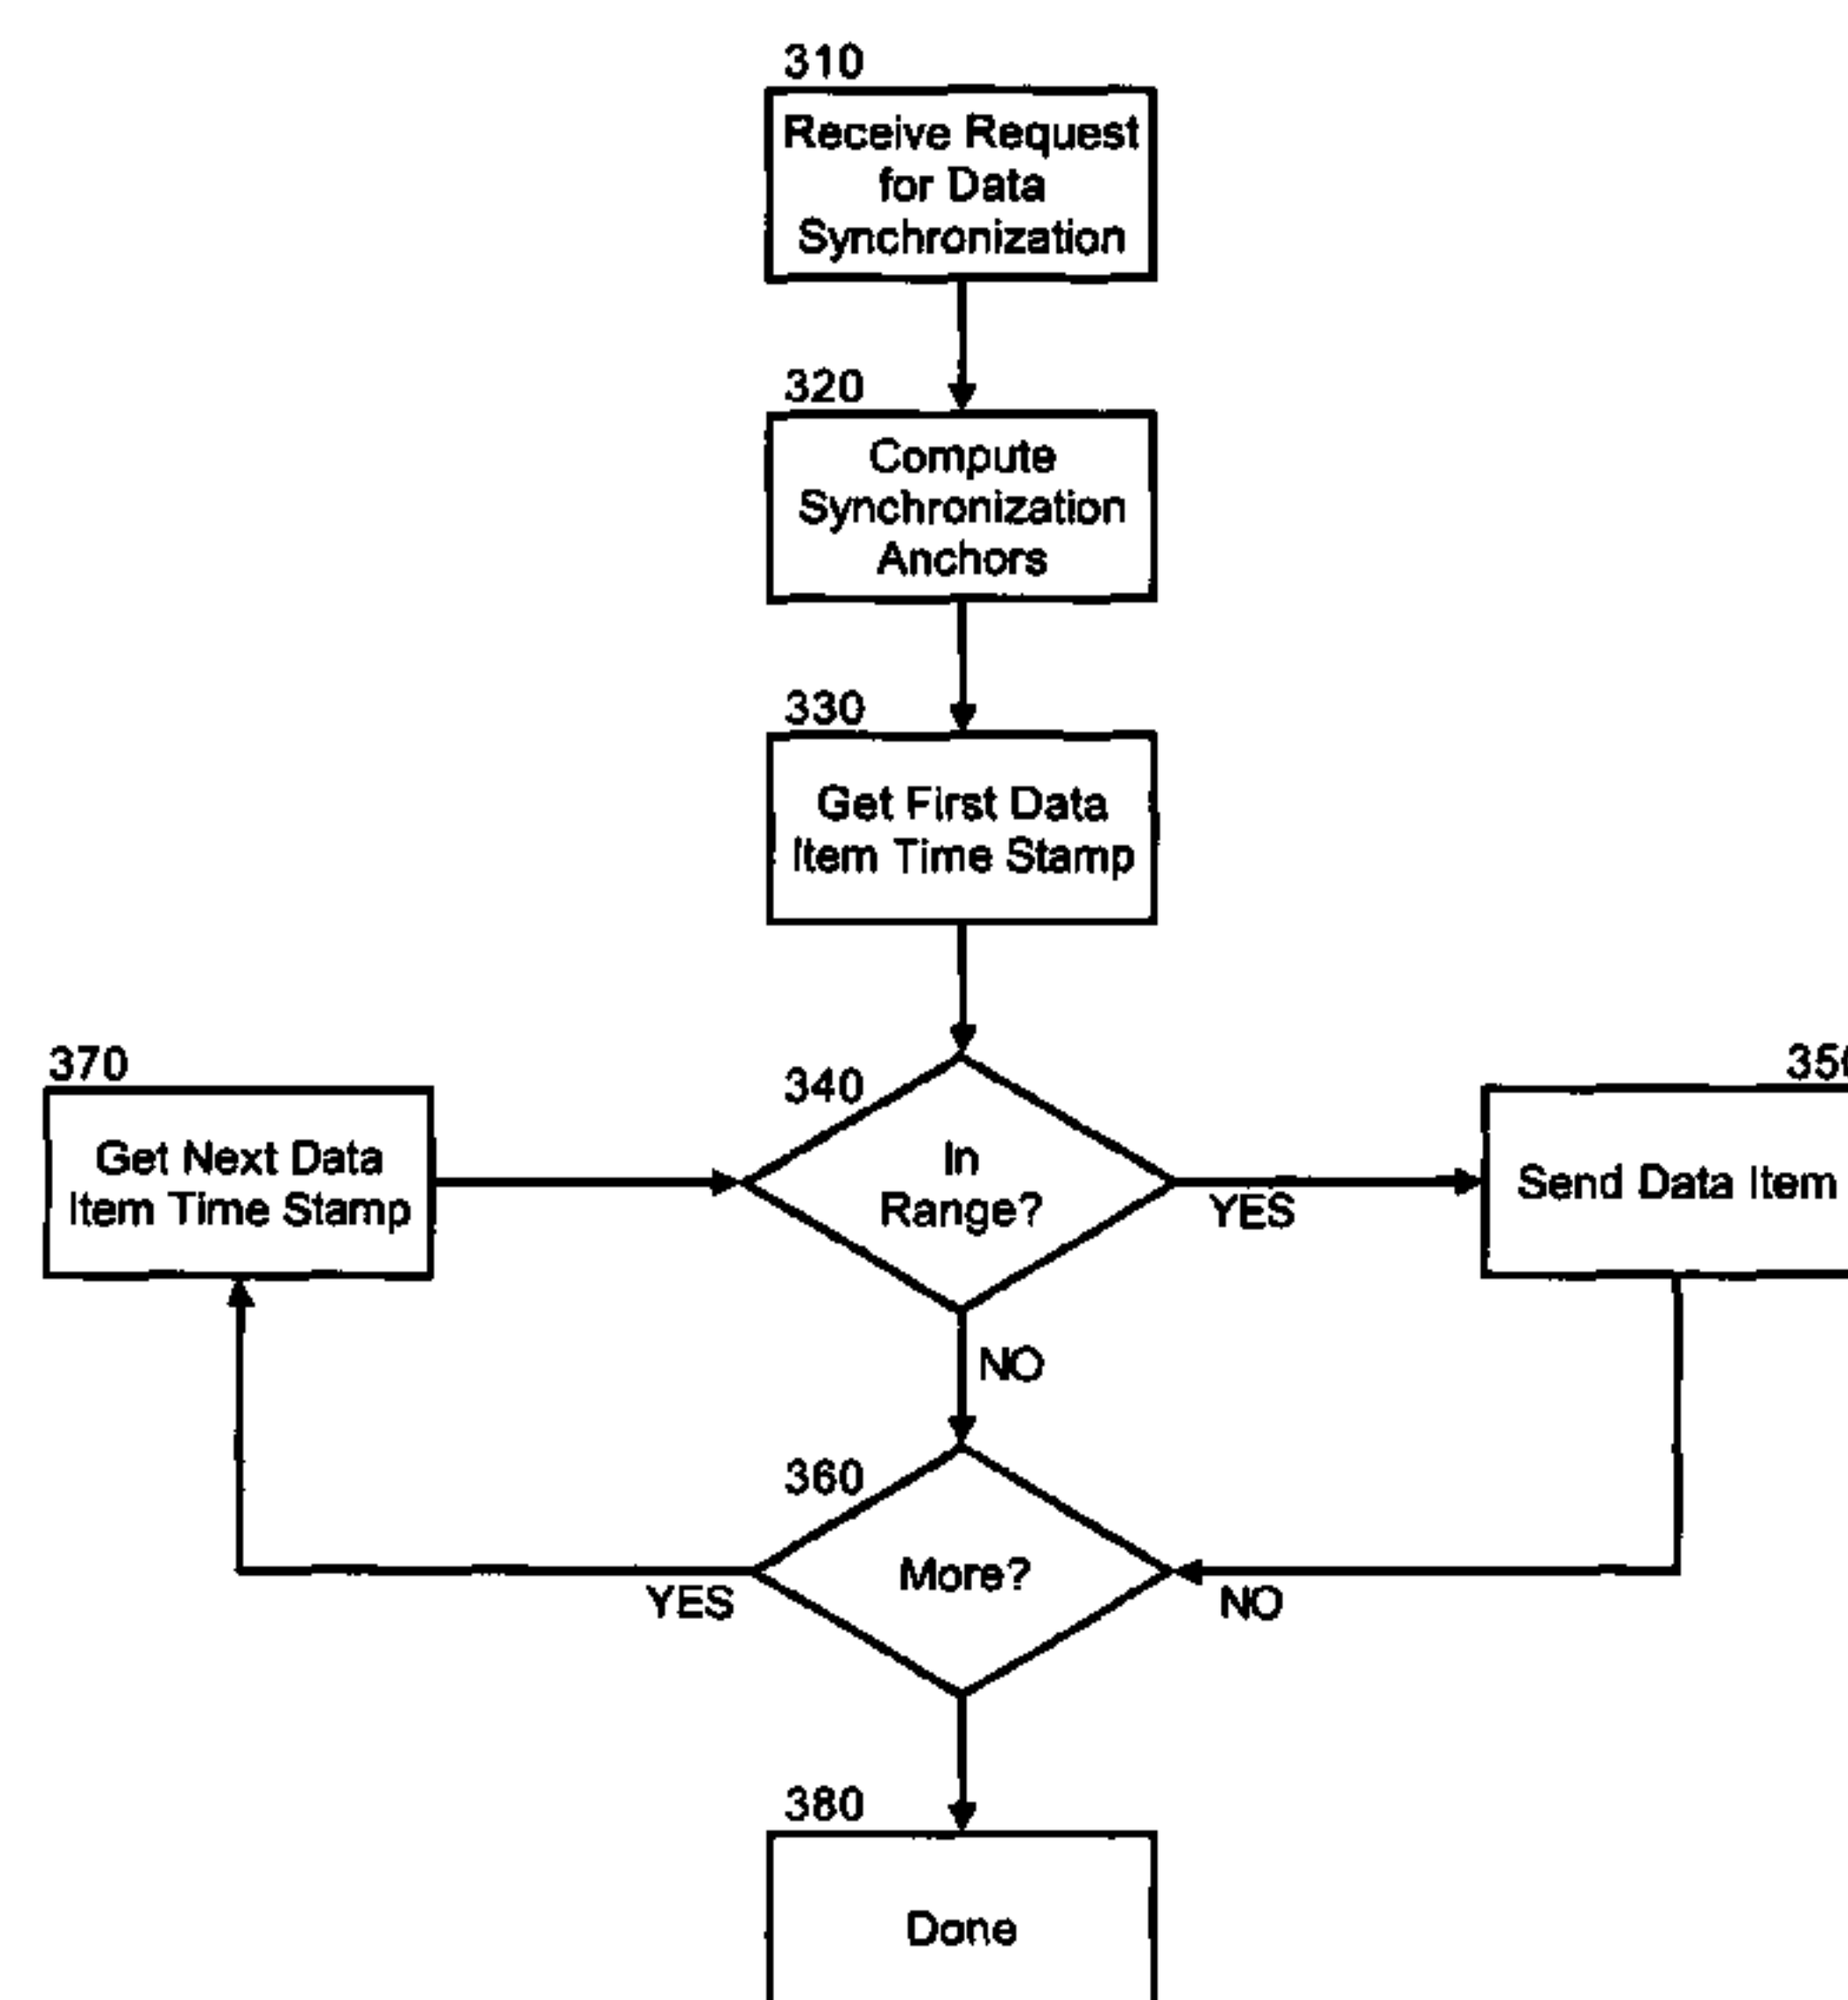 310
Receive Request
for Data
Synchronization
320
Compute
Synchronization
Anchors
330
Get First Data
Item Time Stamp
370
Get Next Data
Item Time Stamp
340
In
Range?
YES
350
Send Data Item
NO
360
More?
YES
NO
380
Done